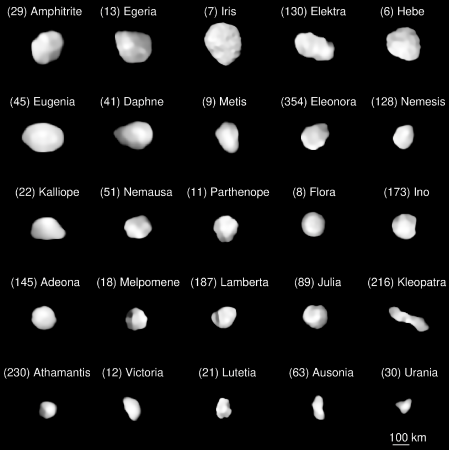 (29) Amphitrite (13) Egeria (7) Iris (130) Elektra (6) Hebe
(45) Eugenia (41) Daphne (9) Metis (354) Eleonora (128) Nemesis
(22) Kalliope (51) Nemausa (11) Parthenope (8) Flora (173) Ino
(145) Adeona (18) Melpomene (187) Lamberta (89) Julia (216) Kleopatra
(230) Athamantis (12) Victoria (21) Lutetia (63) Ausonia (30) Urania
100 km